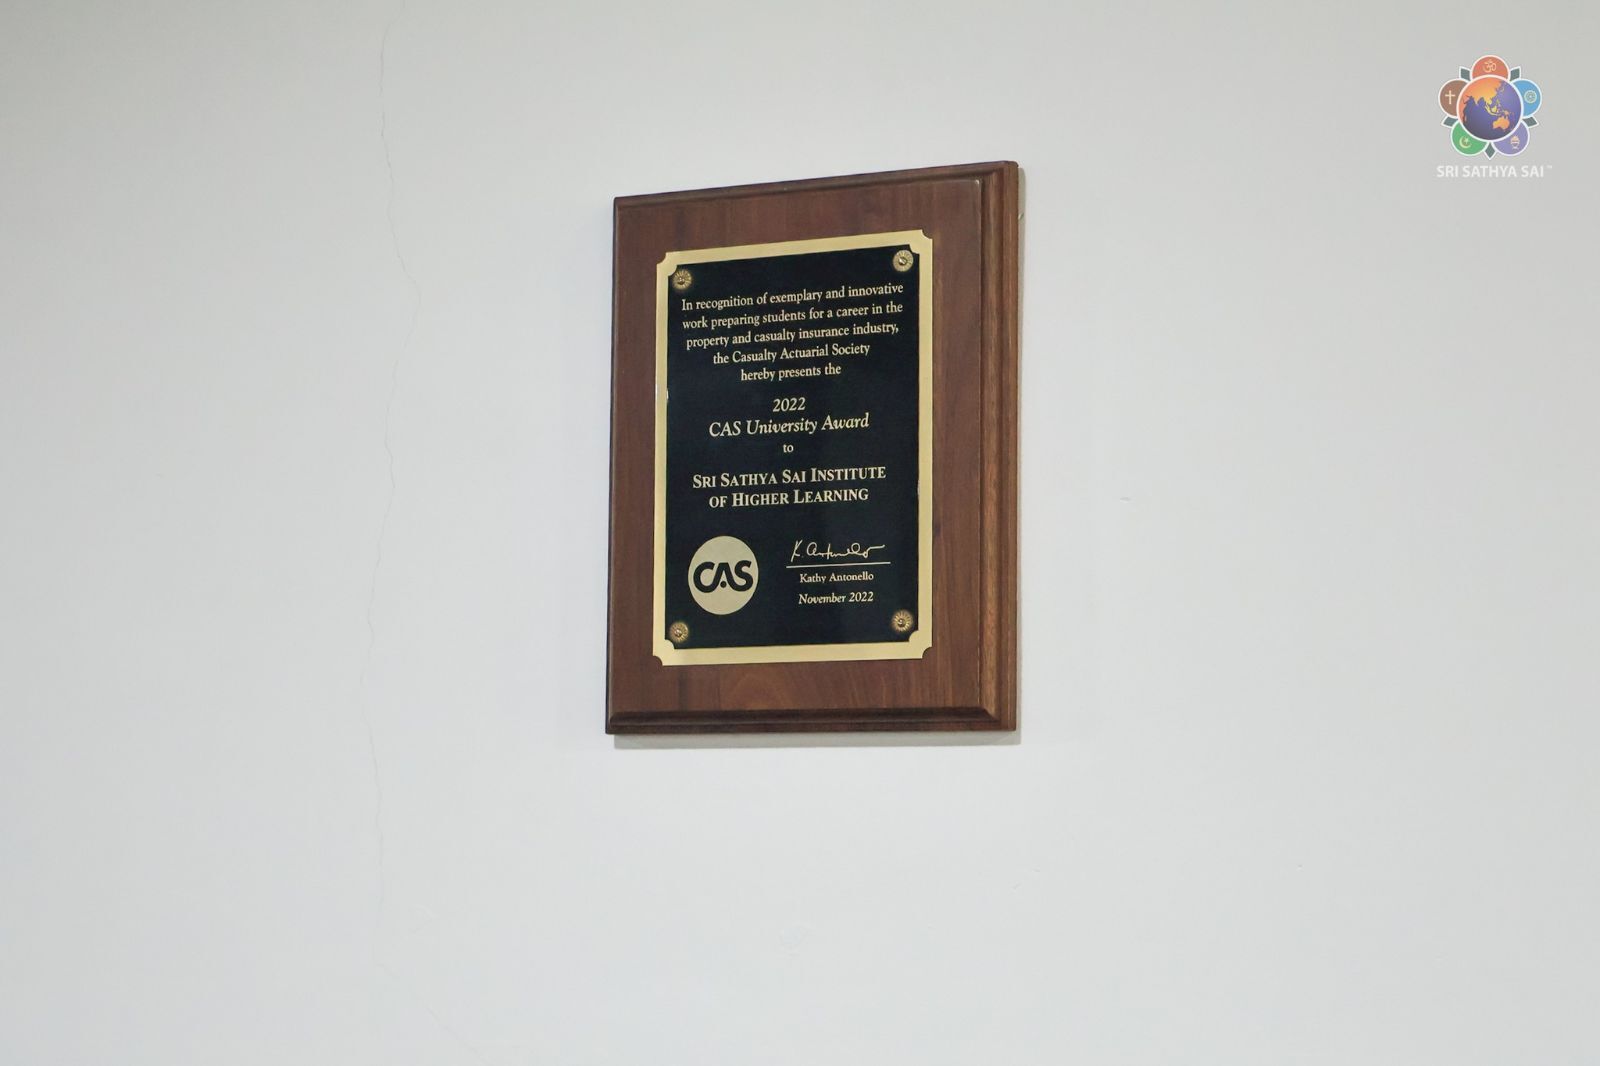 In recognition of exemplary and innovative
work preparing students for a career in the
property and casualty insurance industry,
the Casualty Actuarial Society
hereby presents the
2022
CAS University Award
to
SRI SATHYA SAI INSTITUTE
OF HIGHER LEARNING
CAS
K. Antonello
Kathy Antonello
November 2022
SRI SATHYA SAI™